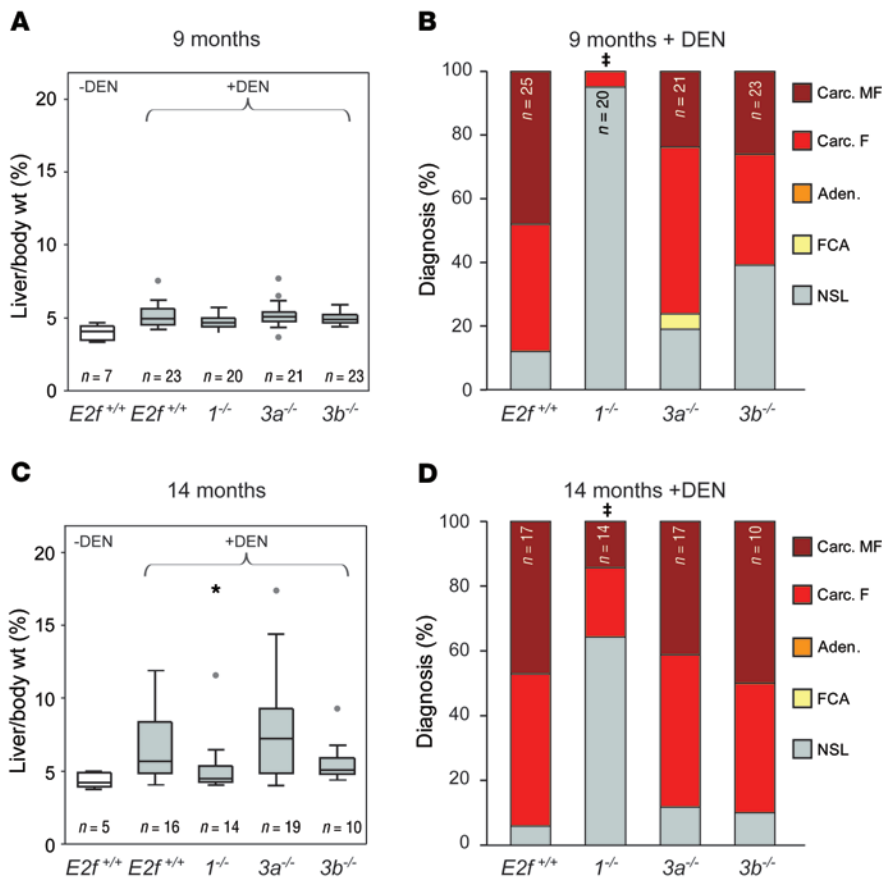 A
9 months
-DEN
+DEN
Liver/body wt (%)
20
15
10
5
0
n = 7
n = 23
n = 20
n = 21
n = 23
E2f +/+
E2f +/+
1-/-
3a-/-
3b-/-
B
9 months + DEN
‡
Diagnosis (%)
100
80
60
40
20
0
n = 25
n = 20
n = 21
n = 23
E2f +/+
1-/-
3a-/-
3b-/-
Carc. MF
Carc. F
Aden.
FCA
NSL
C
14 months
-DEN
+DEN
*
Liver/body wt (%)
20
15
10
5
0
n = 5
n = 16
n = 14
n = 19
n = 10
E2f +/+
E2f +/+
1-/-
3a-/-
3b-/-
D
14 months +DEN
‡
Diagnosis (%)
100
80
60
40
20
0
n = 17
n = 14
n = 17
n = 10
E2f +/+
1-/-
3a-/-
3b-/-
Carc. MF
Carc. F
Aden.
FCA
NSL